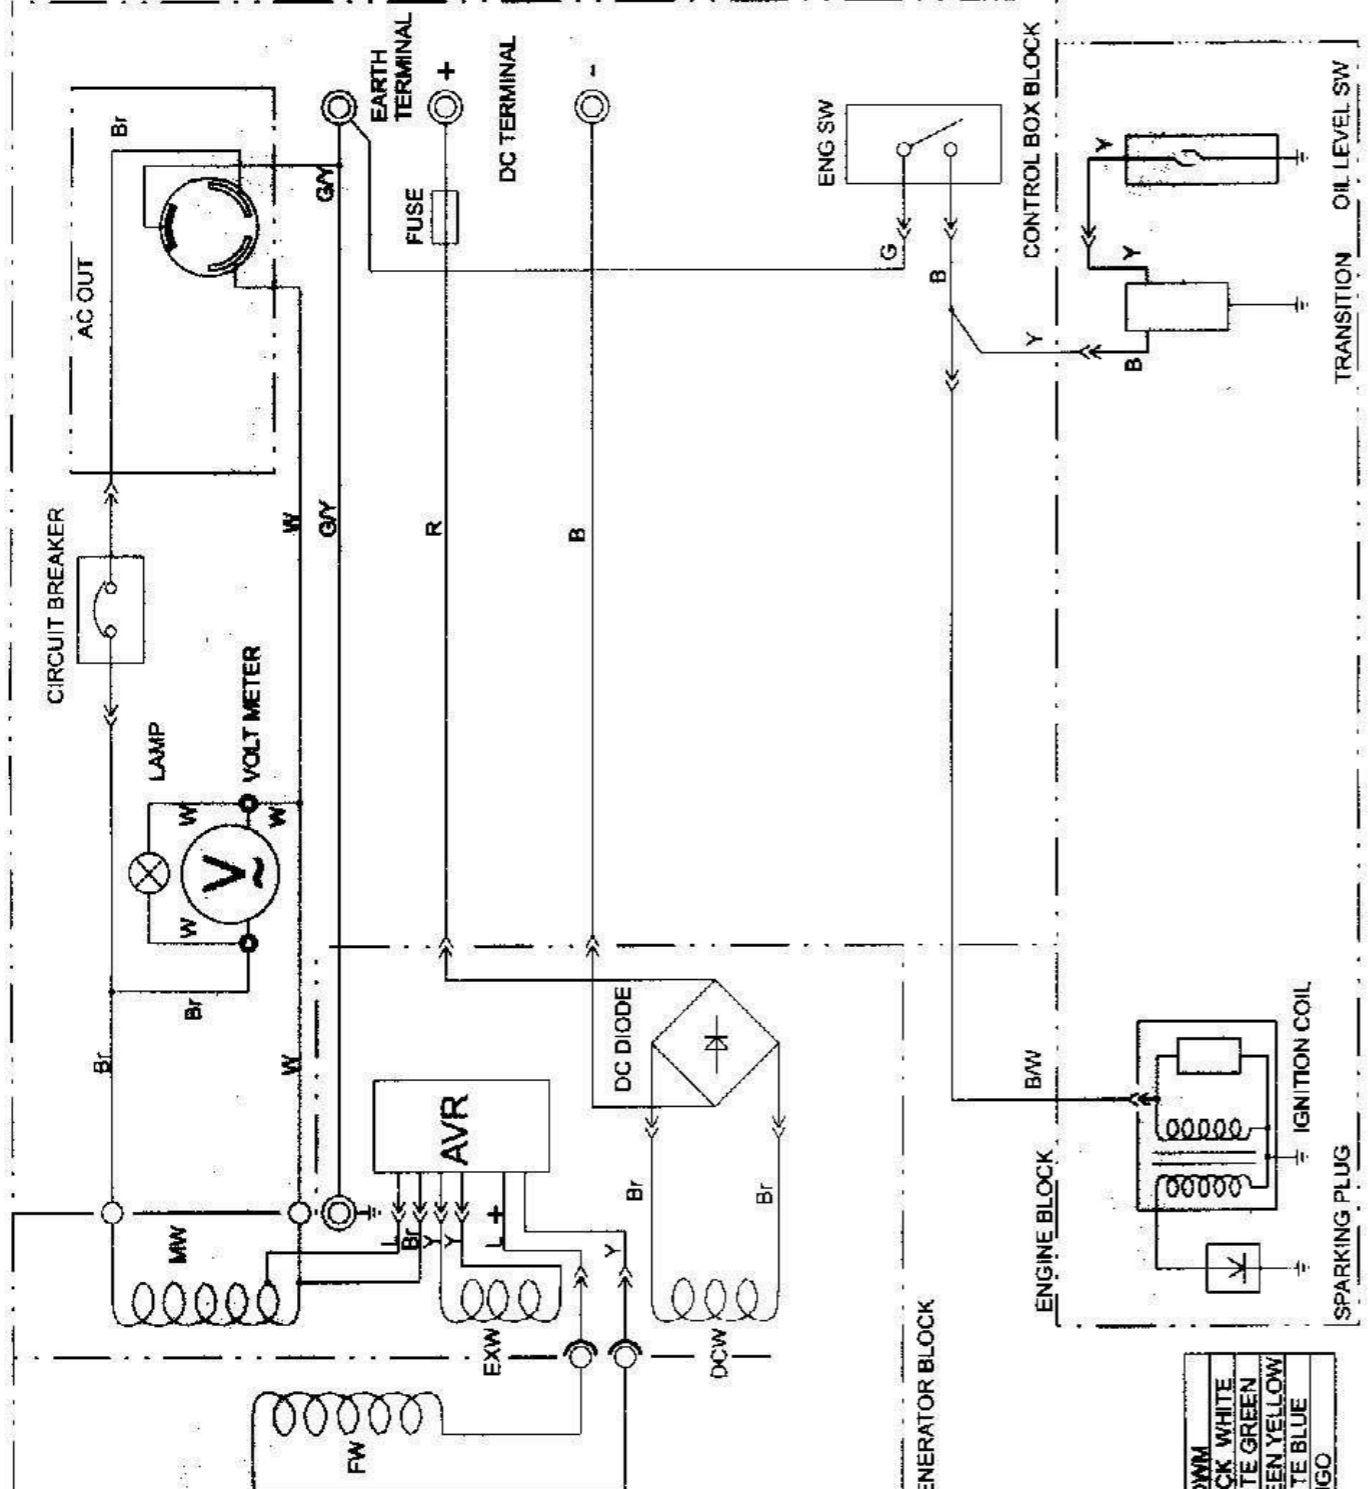 AC OUT
Br
EARTH
TERMINAL
+
DC TERMINAL
-
FUSE
G/Y
ENG SW
CONTROL BOX BLOCK
G
B
Y
Y
Y
B
OIL LEVEL SW
TRANSITION
CIRCUIT BREAKER
W
G/Y
R
B
LAMP
VOLT METER
W
W
W
V
~
Br
Br
W
DC DIODE
AVR
MW
L
Br
Y
Y
L
+
Y
Br
Br
EXW
DCW
FW
B/W
IGNITION COIL
ENGINE BLOCK
SPARKING PLUG
ENERATOR BLOCK
OWM
CK WHITE
TE GREEN
EEN YELLOW
TE BLUE
IGO